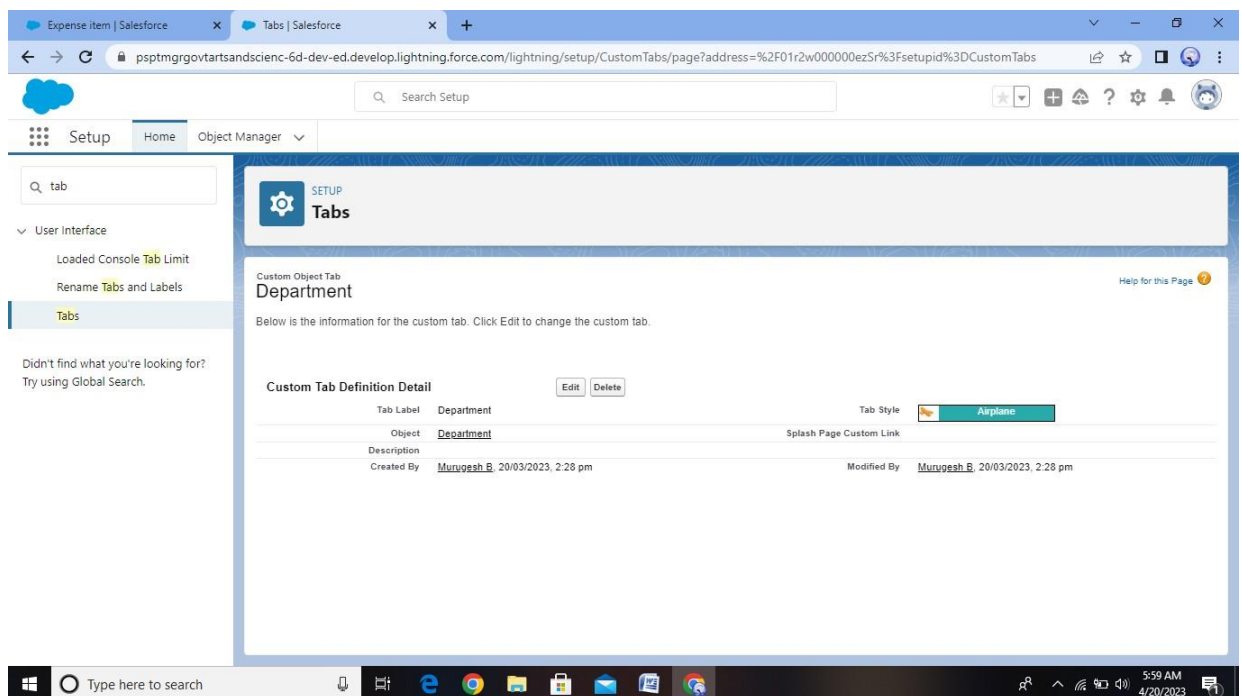 Expense item | Salesforce
Tabs | Salesforce
psptmgrgovtartsandscienc-6d-dev-ed.develop.lightning.force.com/lightning/setup/CustomTabs/page?address=%2F01r2w000000ezSr%3Fsetupid%3DCustomTabs
Search Setup
Setup Home Object Manager
tab
User Interface
Loaded Console Tab Limit
Rename Tabs and Labels
Tabs
Didn't find what you're looking for?
Try using Global Search.
SETUP
Tabs
Custom Object Tab
Department
Help for this Page
Below is the information for the custom tab. Click Edit to change the custom tab.
Custom Tab Definition Detail Edit Delete
Tab Label Department Tab Style Airplane
Object Department Splash Page Custom Link
Description
Created By Murugesh B, 20/03/2023, 2:28 pm Modified By Murugesh B, 20/03/2023, 2:28 pm
Type here to search
5:59 AM
4/20/2023